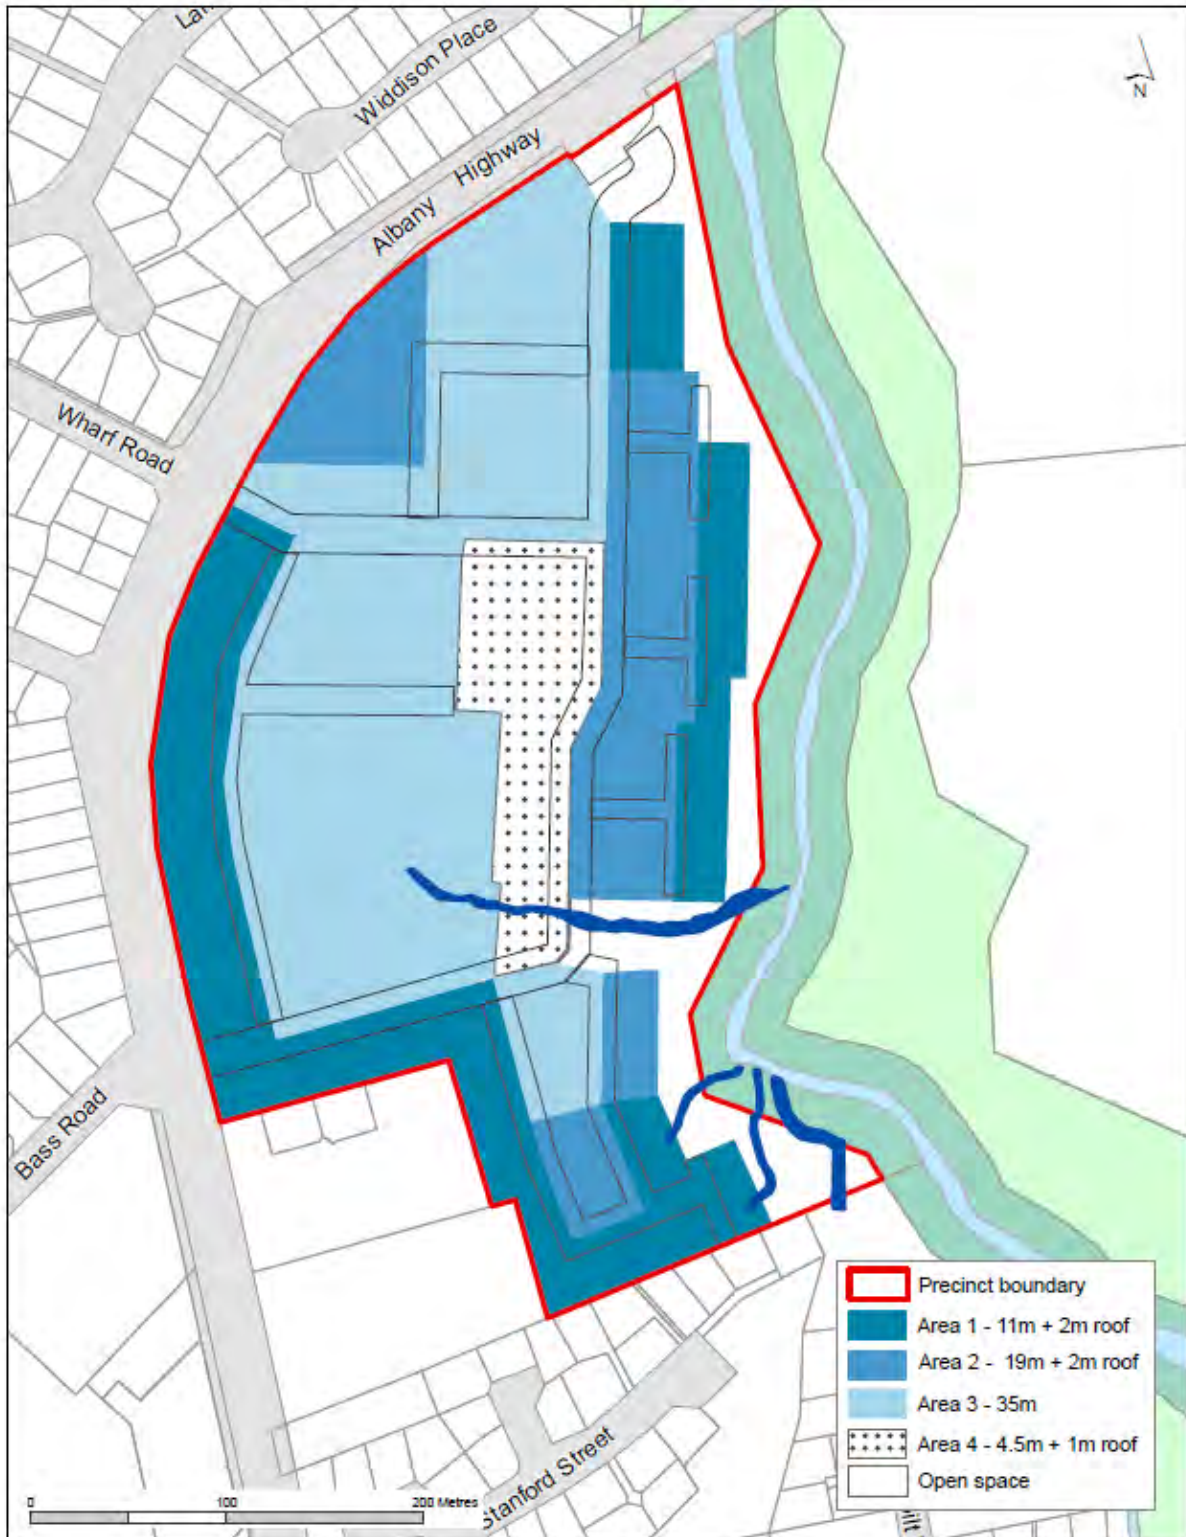 Widdison Place
N
Albany Highway
Wharf Road
Bass Road
Precinct boundary
Area 1 - 11m + 2m roof
Area 2 - 19m + 2m roof
Area 3 - 35m
Area 4 - 4.5m + 1m roof
Open space
Stanford Street
0 100 200 Metres